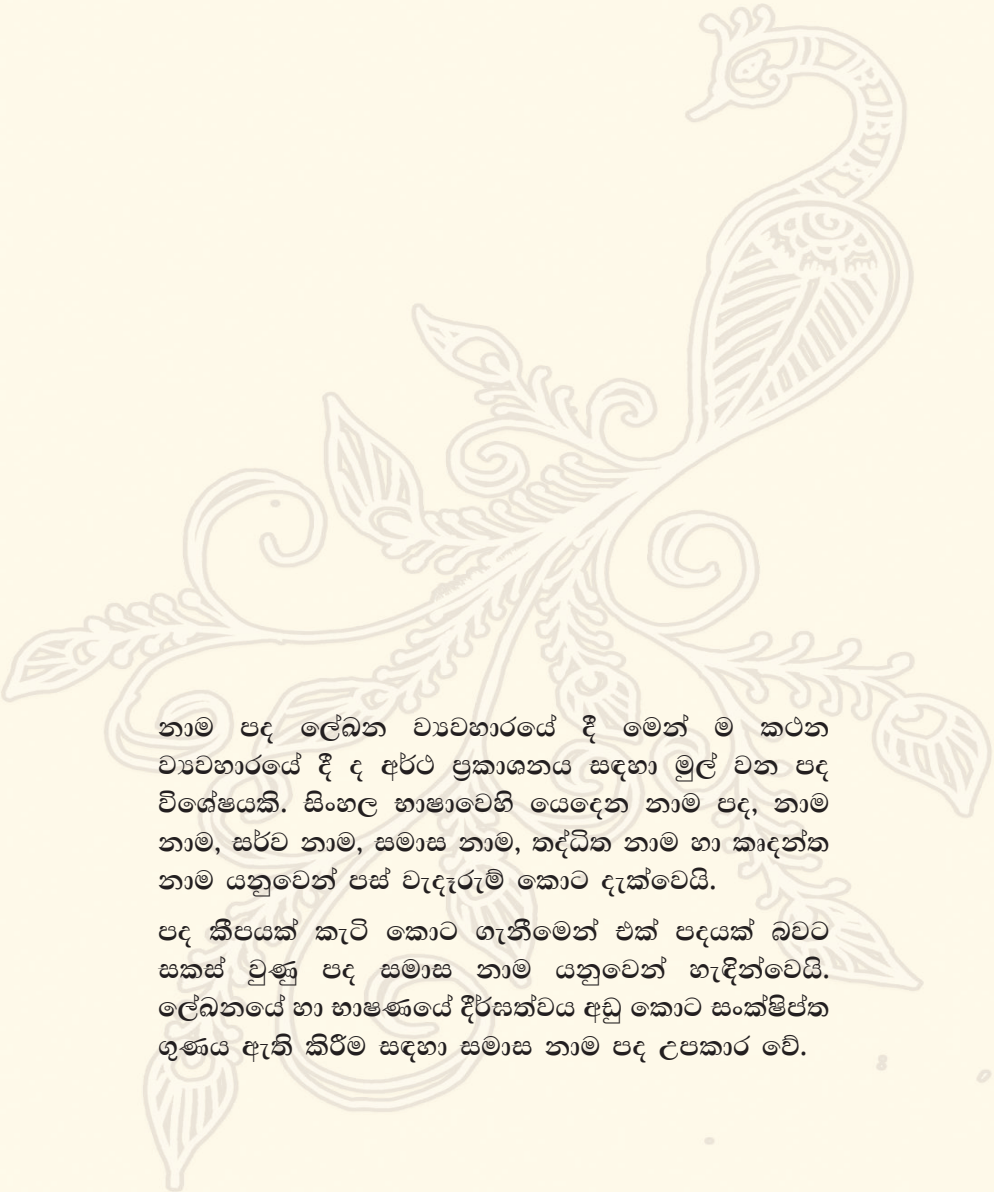 නාම පද ලේඛන ව්‍යවහාරයේ දී මෙන් ම කථන
ව්‍යවහාරයේ දී ද අර්ථ ප්‍රකාශනය සඳහා මුල් වන පද
විශේෂයකි. සිංහල භාෂාවෙහි යෙදෙන නාම පද, නාම
නාම, සර්ව නාම, සමාස නාම, තද්ධිත නාම හා කෘදන්ත
නාම යනුවෙන් පස් වැදෑරුම් කොට දැක්වෙයි.
පද කීපයක් කැටි කොට ගැනීමෙන් එක් පදයක් බවට
සකස් වුණු පද සමාස නාම යනුවෙන් හැඳින්වෙයි.
ලේඛනයේ හා භාෂණයේ දීර්ඝත්වය අඩු කොට සංක්ෂිප්ත
ගුණය ඇති කිරීම සඳහා සමාස නාම පද උපකාර වේ.